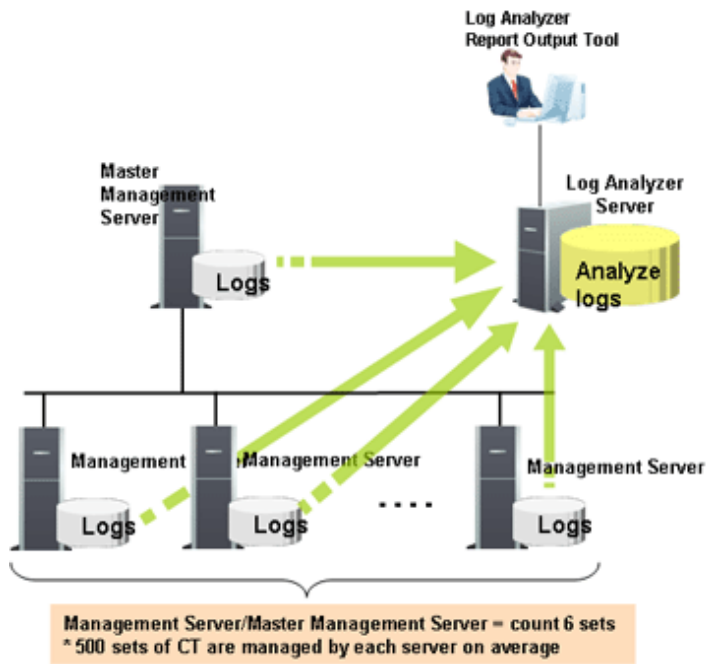 Log Analyzer
Report Output Tool
Master
Management
Server
Logs
Log Analyzer
Server
Analyze
logs
Management
Management Server
Management Server
Logs
Logs
....
Logs
Management Server/Master Management Server = count 6 sets
* 500 sets of CT are managed by each server on average